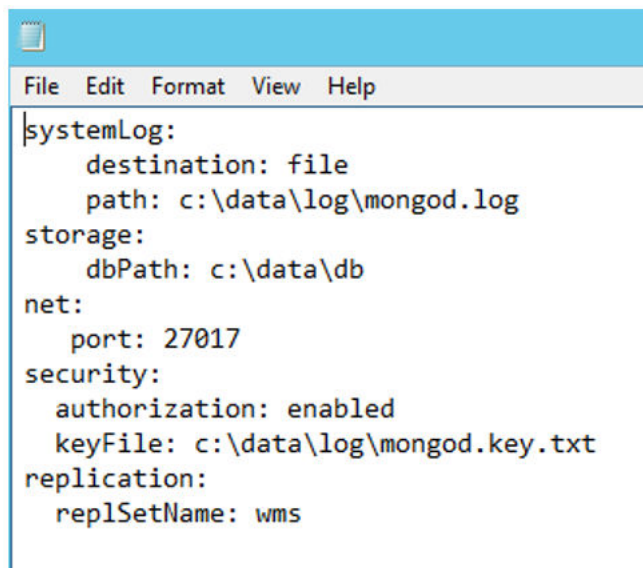 File Edit Format View Help
systemLog:
    destination: file
    path: c:\data\log\mongod.log
storage:
    dbPath: c:\data\db
net:
   port: 27017
security:
  authorization: enabled
  keyFile: c:\data\log\mongod.key.txt
replication:
  replSetName: wms